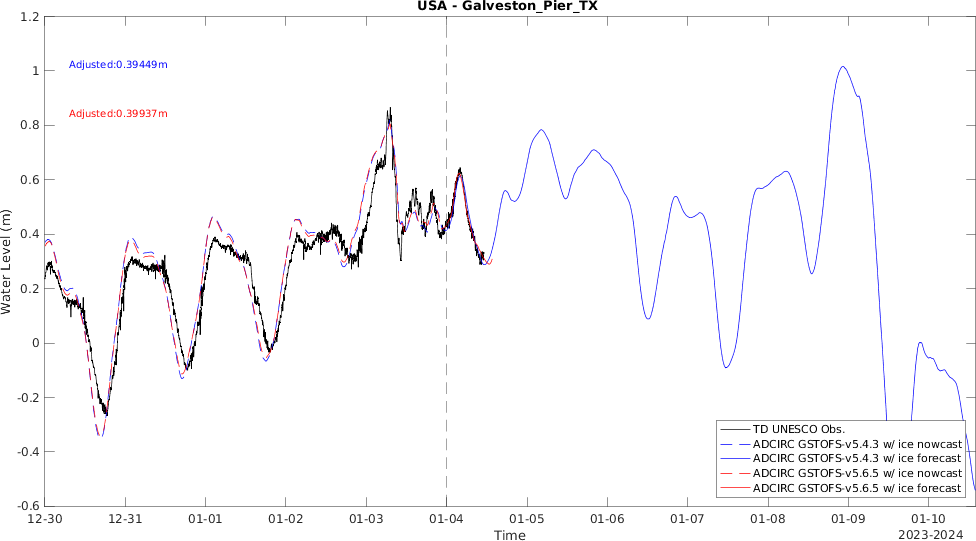 USA - Galveston_Pier_TX
1.2
1
0.8
0.6
0.4
0.2
0
-0.2
-0.4
-0.6
Water Level (m)
Adjusted:0.39449m
Adjusted:0.39937m
TD UNESCO Obs.
ADCIRC GSTOFS-v5.4.3 w/ ice nowcast
ADCIRC GSTOFS-v5.4.3 w/ ice forecast
ADCIRC GSTOFS-v5.6.5 w/ ice nowcast
ADCIRC GSTOFS-v5.6.5 w/ ice forecast
12-30 12-31 01-01 01-02 01-03 01-04 01-05 01-06 01-07 01-08 01-09 01-10
Time
2023-2024